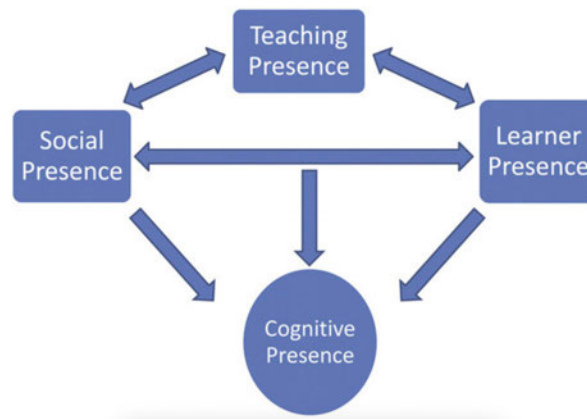 Teaching
Presence
Social
Presence
Learner
Presence
Cognitive
Presence